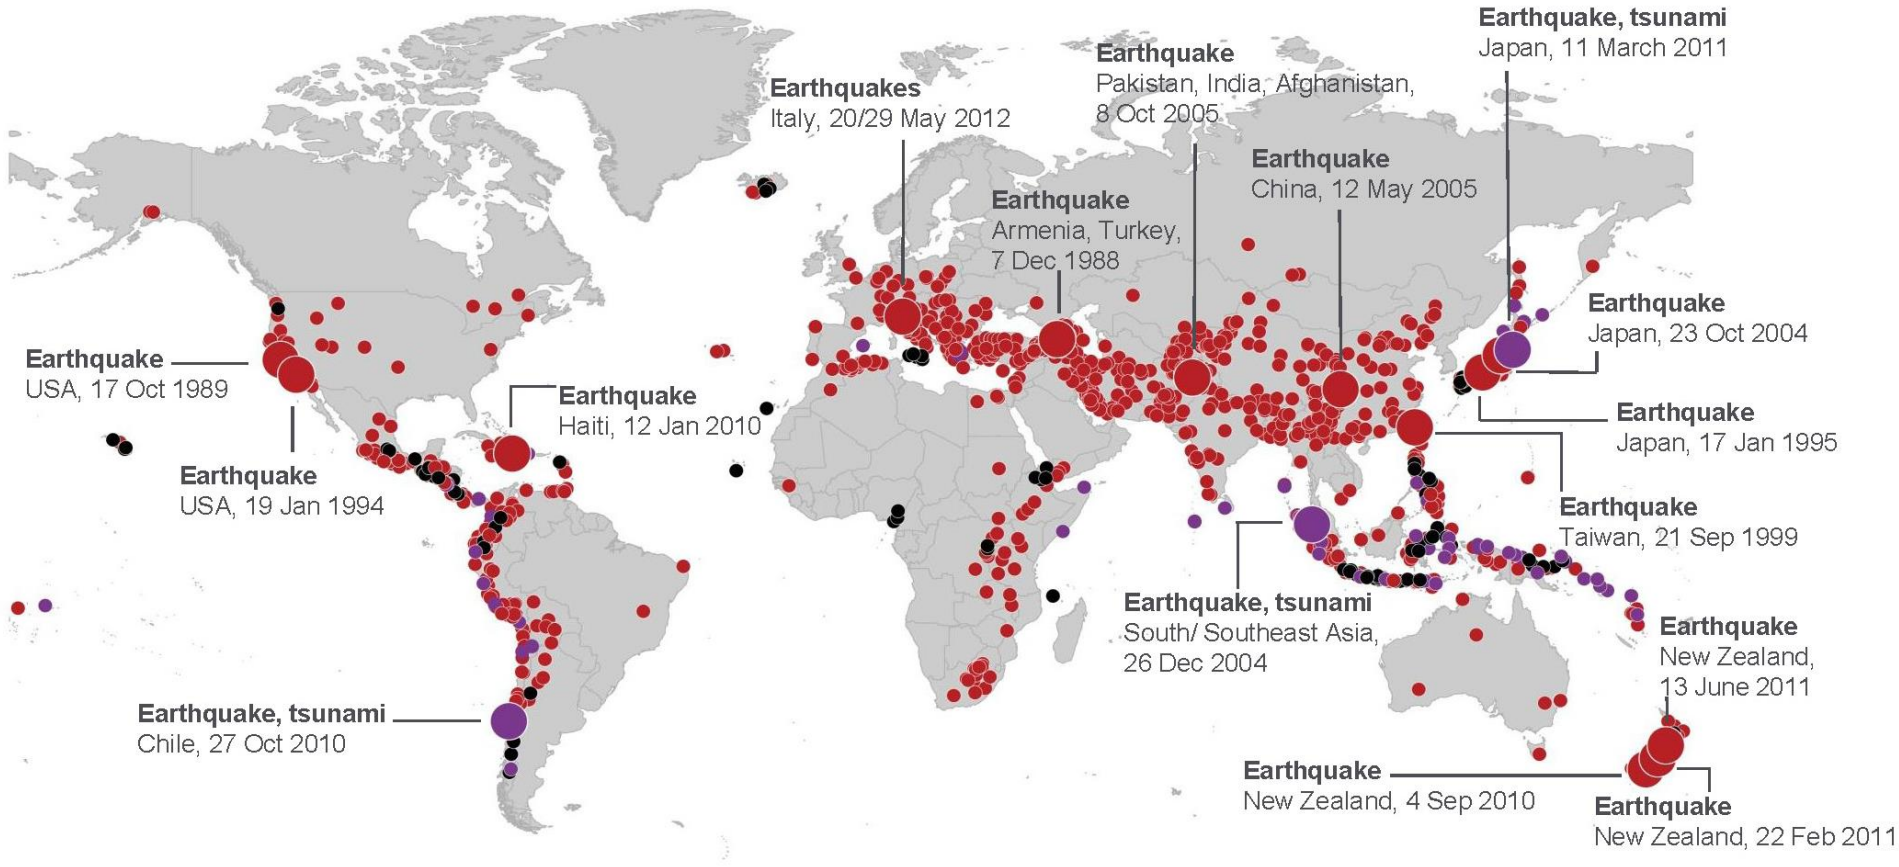 Earthquake, tsunami
Japan, 11 March 2011
Earthquake
Pakistan, India, Afghanistan,
8 Oct 2005
Earthquakes
Italy, 20/29 May 2012
Earthquake
China, 12 May 2005
Earthquake
Armenia, Turkey,
7 Dec 1988
Earthquake
Japan, 23 Oct 2004
Earthquake
USA, 17 Oct 1989
Earthquake
Haiti, 12 Jan 2010
Earthquake
Japan, 17 Jan 1995
Earthquake
USA, 19 Jan 1994
Earthquake
Taiwan, 21 Sep 1999
Earthquake, tsunami
South/ Southeast Asia,
26 Dec 2004
Earthquake
New Zealand,
13 June 2011
Earthquake, tsunami
Chile, 27 Oct 2010
Earthquake
New Zealand, 4 Sep 2010
Earthquake
New Zealand, 22 Feb 2011